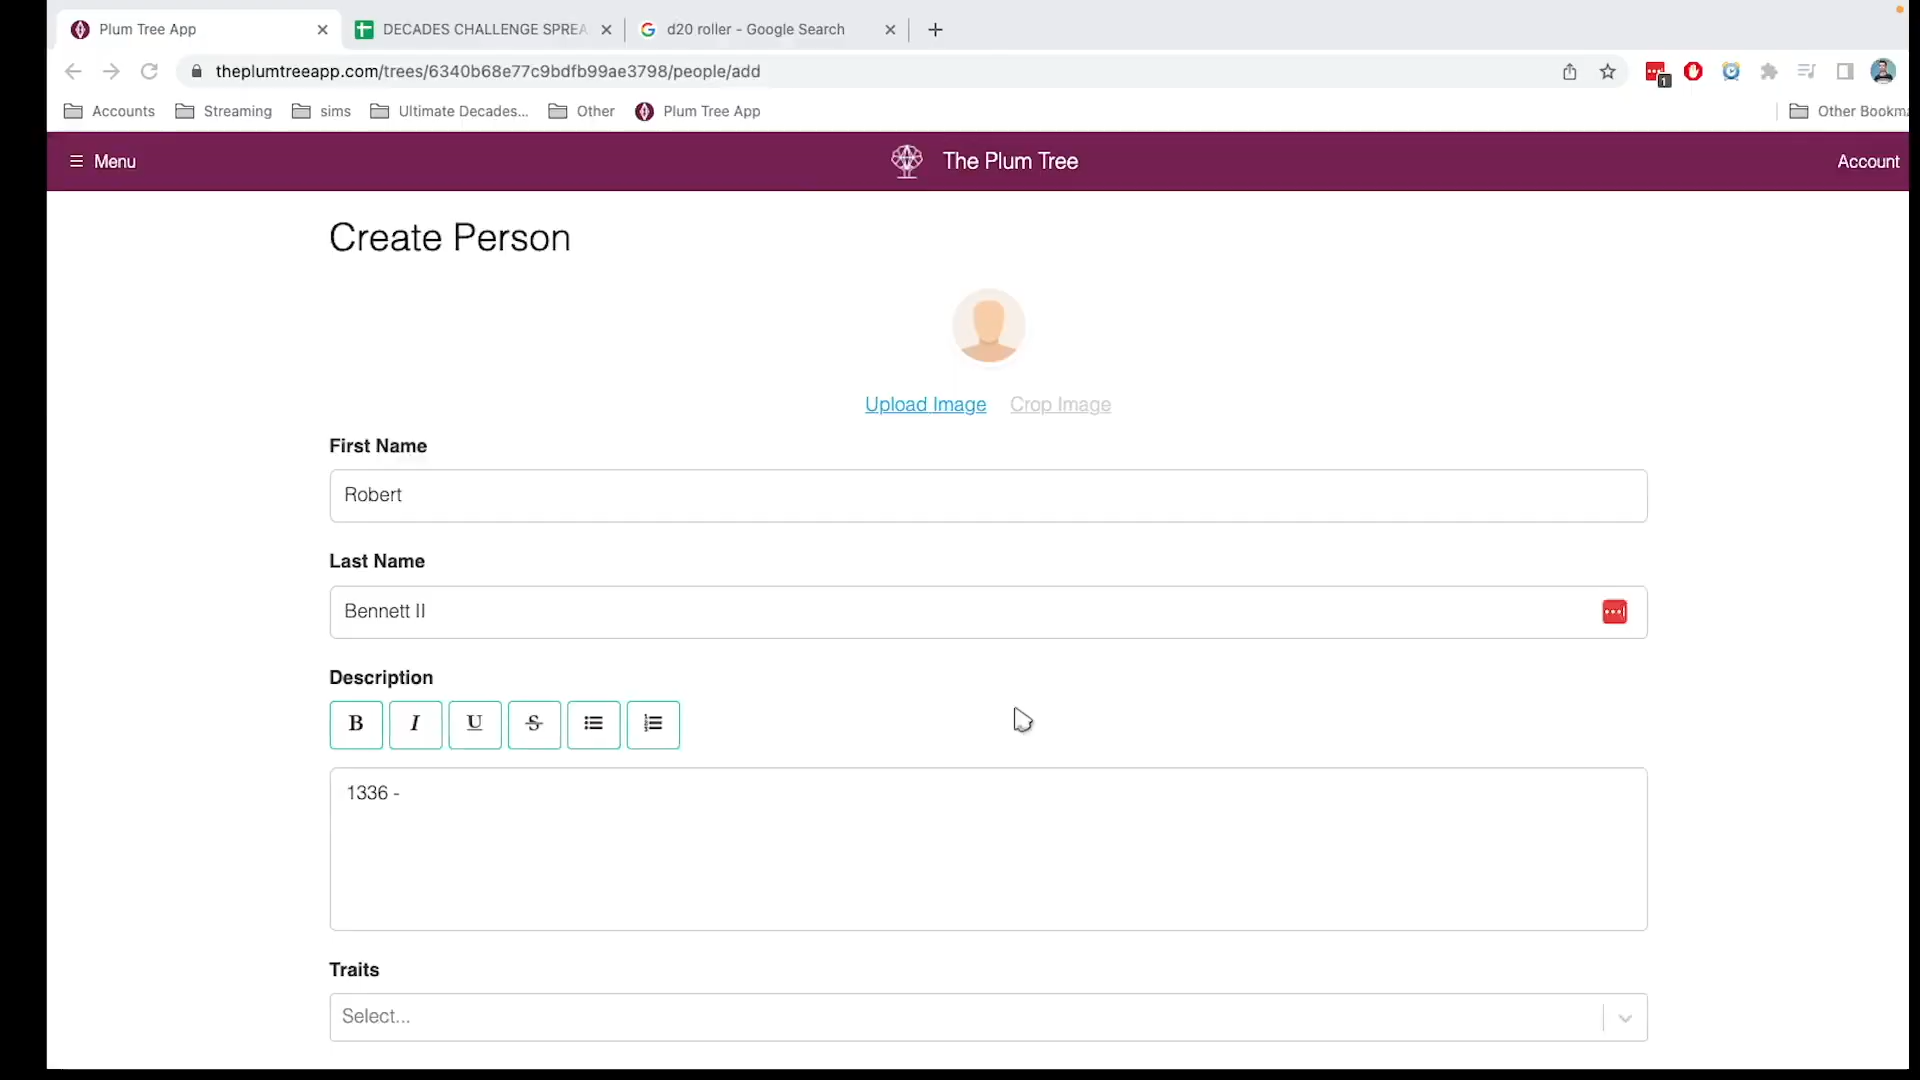 Plum Tree App
DECADES CHALLENGE SPREA
d20 roller - Google Search
theplumtreeapp.com/trees/6340b68e77c9bdfb99ae3798/people/add
1
Accounts
Streaming
sims
Ultimate Decades...
Other
Plum Tree App
Other Bookma
Menu
The Plum Tree
Account
Create Person
Upload Image
Crop Image
First Name
Robert
Last Name
Bennett II
Description
B
I
U
S
1336 -
Traits
Select...